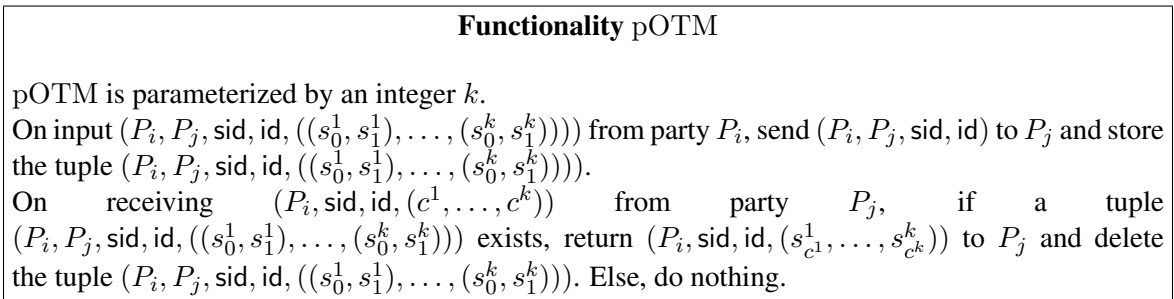 Functionality pOTM
pOTM is parameterized by an integer k.
On input (P_i, P_j, sid, id, ((s_0^1, s_1^1), …, (s_0^k, s_1^k)))) from party P_i, send (P_i, P_j, sid, id) to P_j and store
the tuple (P_i, P_j, sid, id, ((s_0^1, s_1^1), …, (s_0^k, s_1^k)))).
On receiving (P_i, sid, id, (c^1, …, c^k)) from party P_j, if a tuple
(P_i, P_j, sid, id, ((s_0^1, s_1^1), …, (s_0^k, s_1^k))) exists, return (P_i, sid, id, (s_{c^1}^1, …, s_{c^k}^k)) to P_j and delete
the tuple (P_i, P_j, sid, id, ((s_0^1, s_1^1), …, (s_0^k, s_1^k))). Else, do nothing.